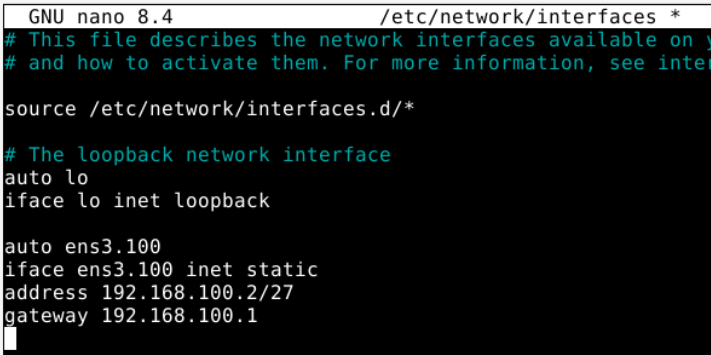 GNU nano 8.4 /etc/network/interfaces *
# This file describes the network interfaces available on
# and how to activate them. For more information, see
source /etc/network/interfaces.d/*
# The loopback network interface
auto lo
iface lo inet loopback
auto ens3.100
iface ens3.100 inet static
address 192.168.100.2/27
gateway 192.168.100.1